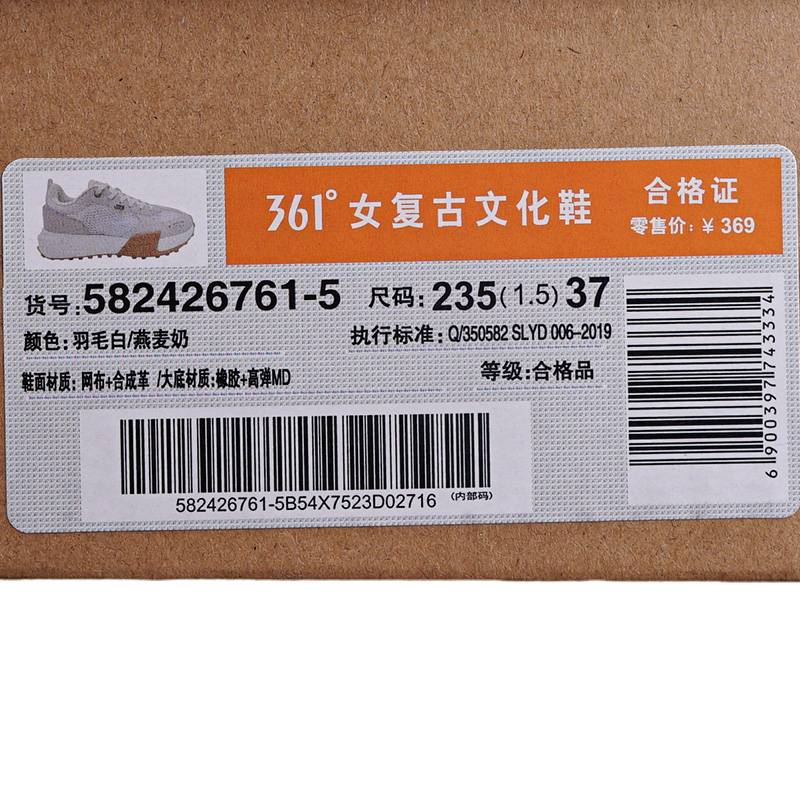 361° 女复古文化鞋
合格证
零售价：￥369
货号：582426761-5 尺码：235(1.5)37
颜色：羽毛白/燕麦奶 执行标准：Q/350582 SLYD 006-2019
鞋面材质：网布+合成革 /大底材质：橡胶+高弹MD 等级：合格品
582426761-5B54X7523D02716 (内部码)
6900397743334